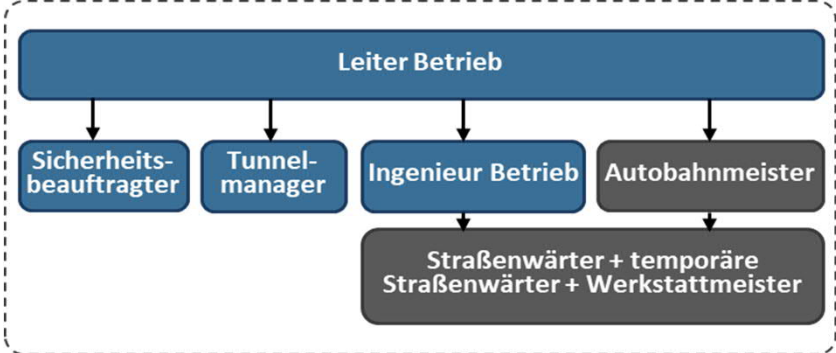 Leiter Betrieb
Sicherheits-
beauftragter
Tunnel-
manager
Ingenieur Betrieb
Autobahnmeister
Straßenwärter + temporäre
Straßenwärter + Werkstattmeister